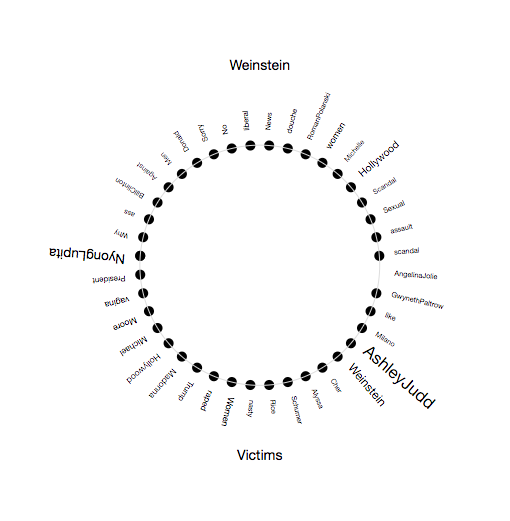 Weinstein
News
douche
RomanPolanski
women
Michelle
Hollywood
Scandal
Sexual
assault
scandal
AngelinaJolie
GwynethPaltrow
like
Milano
AshleyJudd
Weinstein
Cher
Alyssa
Schumer
Rice
nasty
Women
raped
Trump
Madonna
Hollywood
Michael
Moore
vagina
President
NyongLupita
Why
ass
BillClinton
Against
Men
Donald
Sorry
No
liberal
Victims